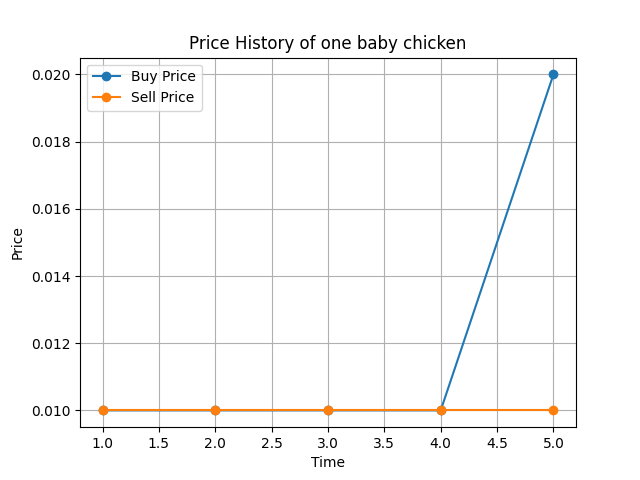 Price History of one baby chicken
Buy Price
Sell Price
Price
0.020
0.018
0.016
0.014
0.012
0.010
1.0 1.5 2.0 2.5 3.0 3.5 4.0 4.5 5.0
Time